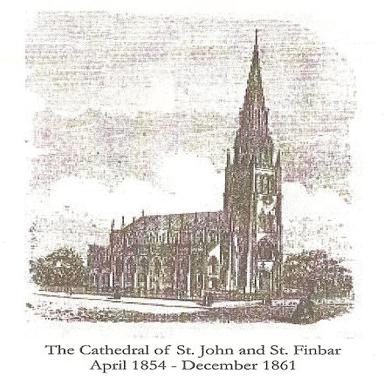 The Cathedral of St. John and St. Finbar
April 1854 - December 1861